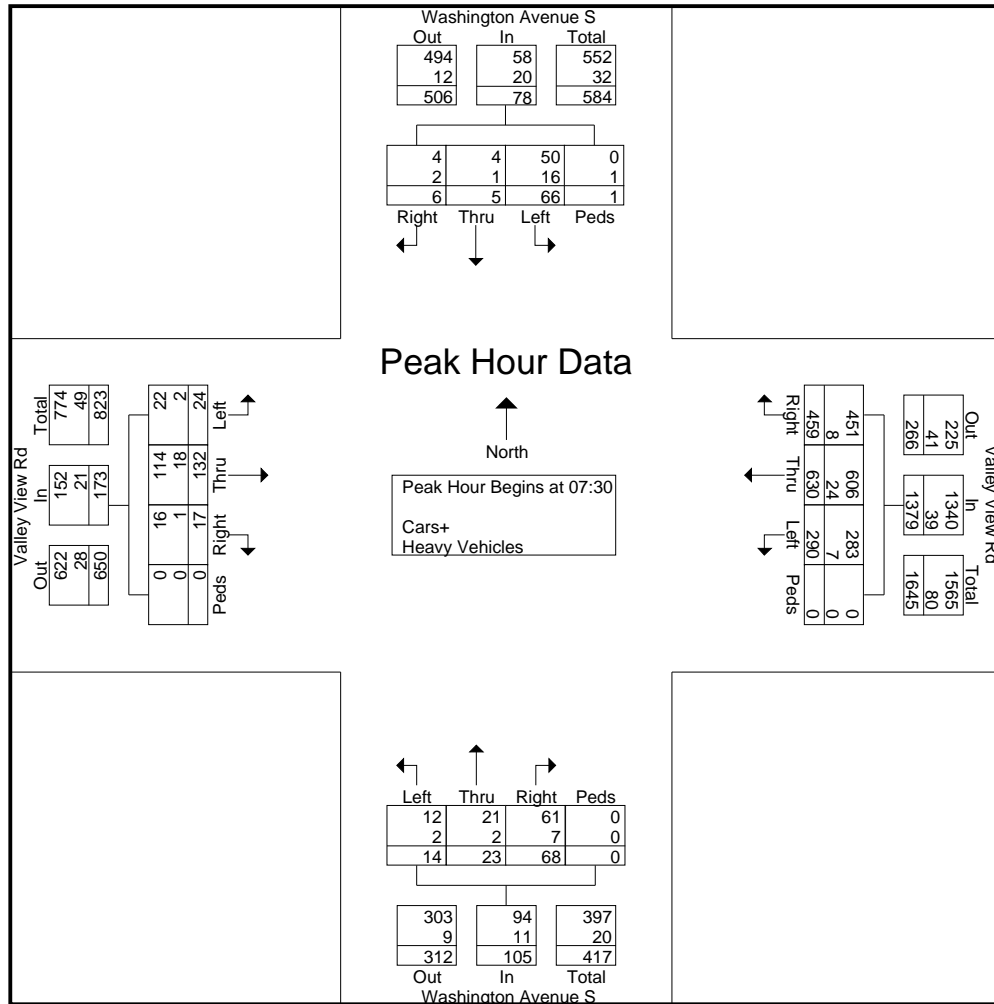 Washington Avenue S
Out In Total
494 58 552
12 20 32
506 78 584
4 4 50 0
2 1 16 1
6 5 66 1
Right Thru Left Peds
Peak Hour Data
North
Peak Hour Begins at 07:30
Cars+
Heavy Vehicles
Valley View Rd
Out In Total
622 152 774
28 21 49
650 173 823
0 16 114 22
0 1 18 2
0 17 132 24
Peds Right Thru Left
Valley View Rd
Out In Total
225 1340 1565
41 39 80
266 1379 1645
451 606 283 0
8 24 7 0
459 630 290 0
Right Thru Left Peds
Left Thru Right Peds
12 21 61 0
2 2 7 0
14 23 68 0
303 94 397
9 11 20
312 105 417
Out In Total
Washington Avenue S